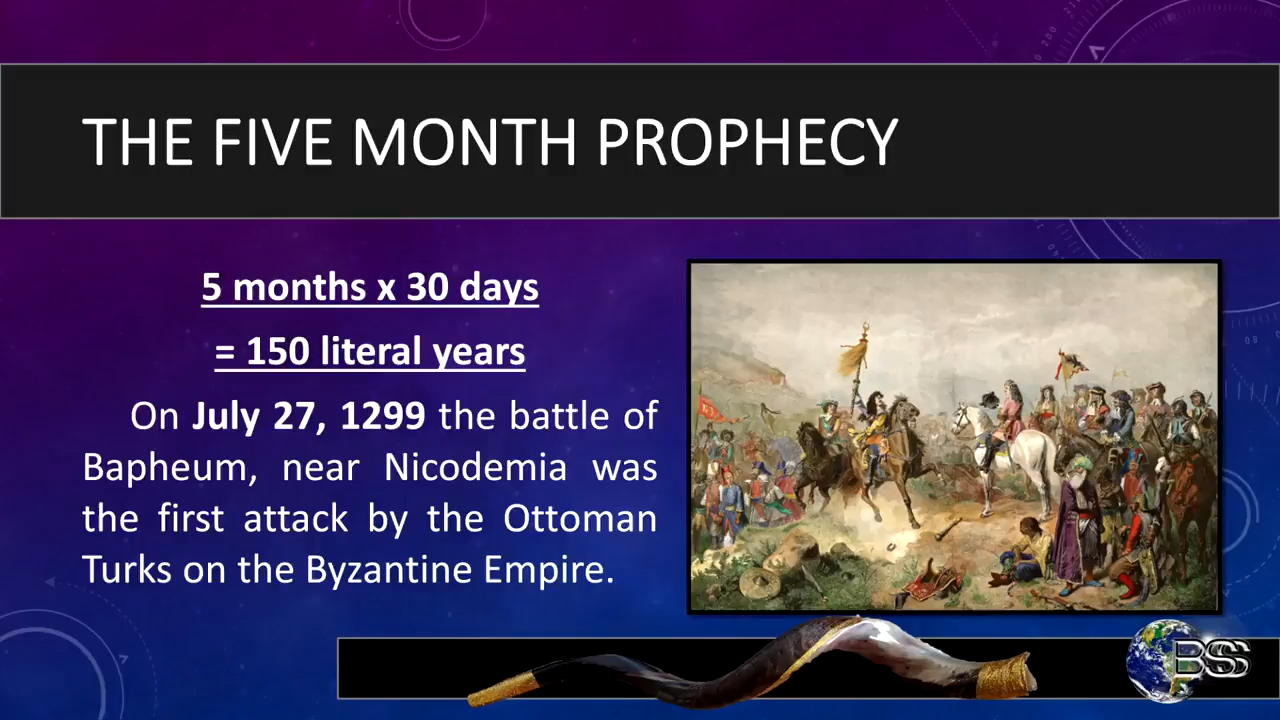 THE FIVE MONTH PROPHECY
5 months x 30 days
= 150 literal years
On July 27, 1299 the battle of
Bapheum, near Nicodemia was
the first attack by the Ottoman
Turks on the Byzantine Empire.
BSS